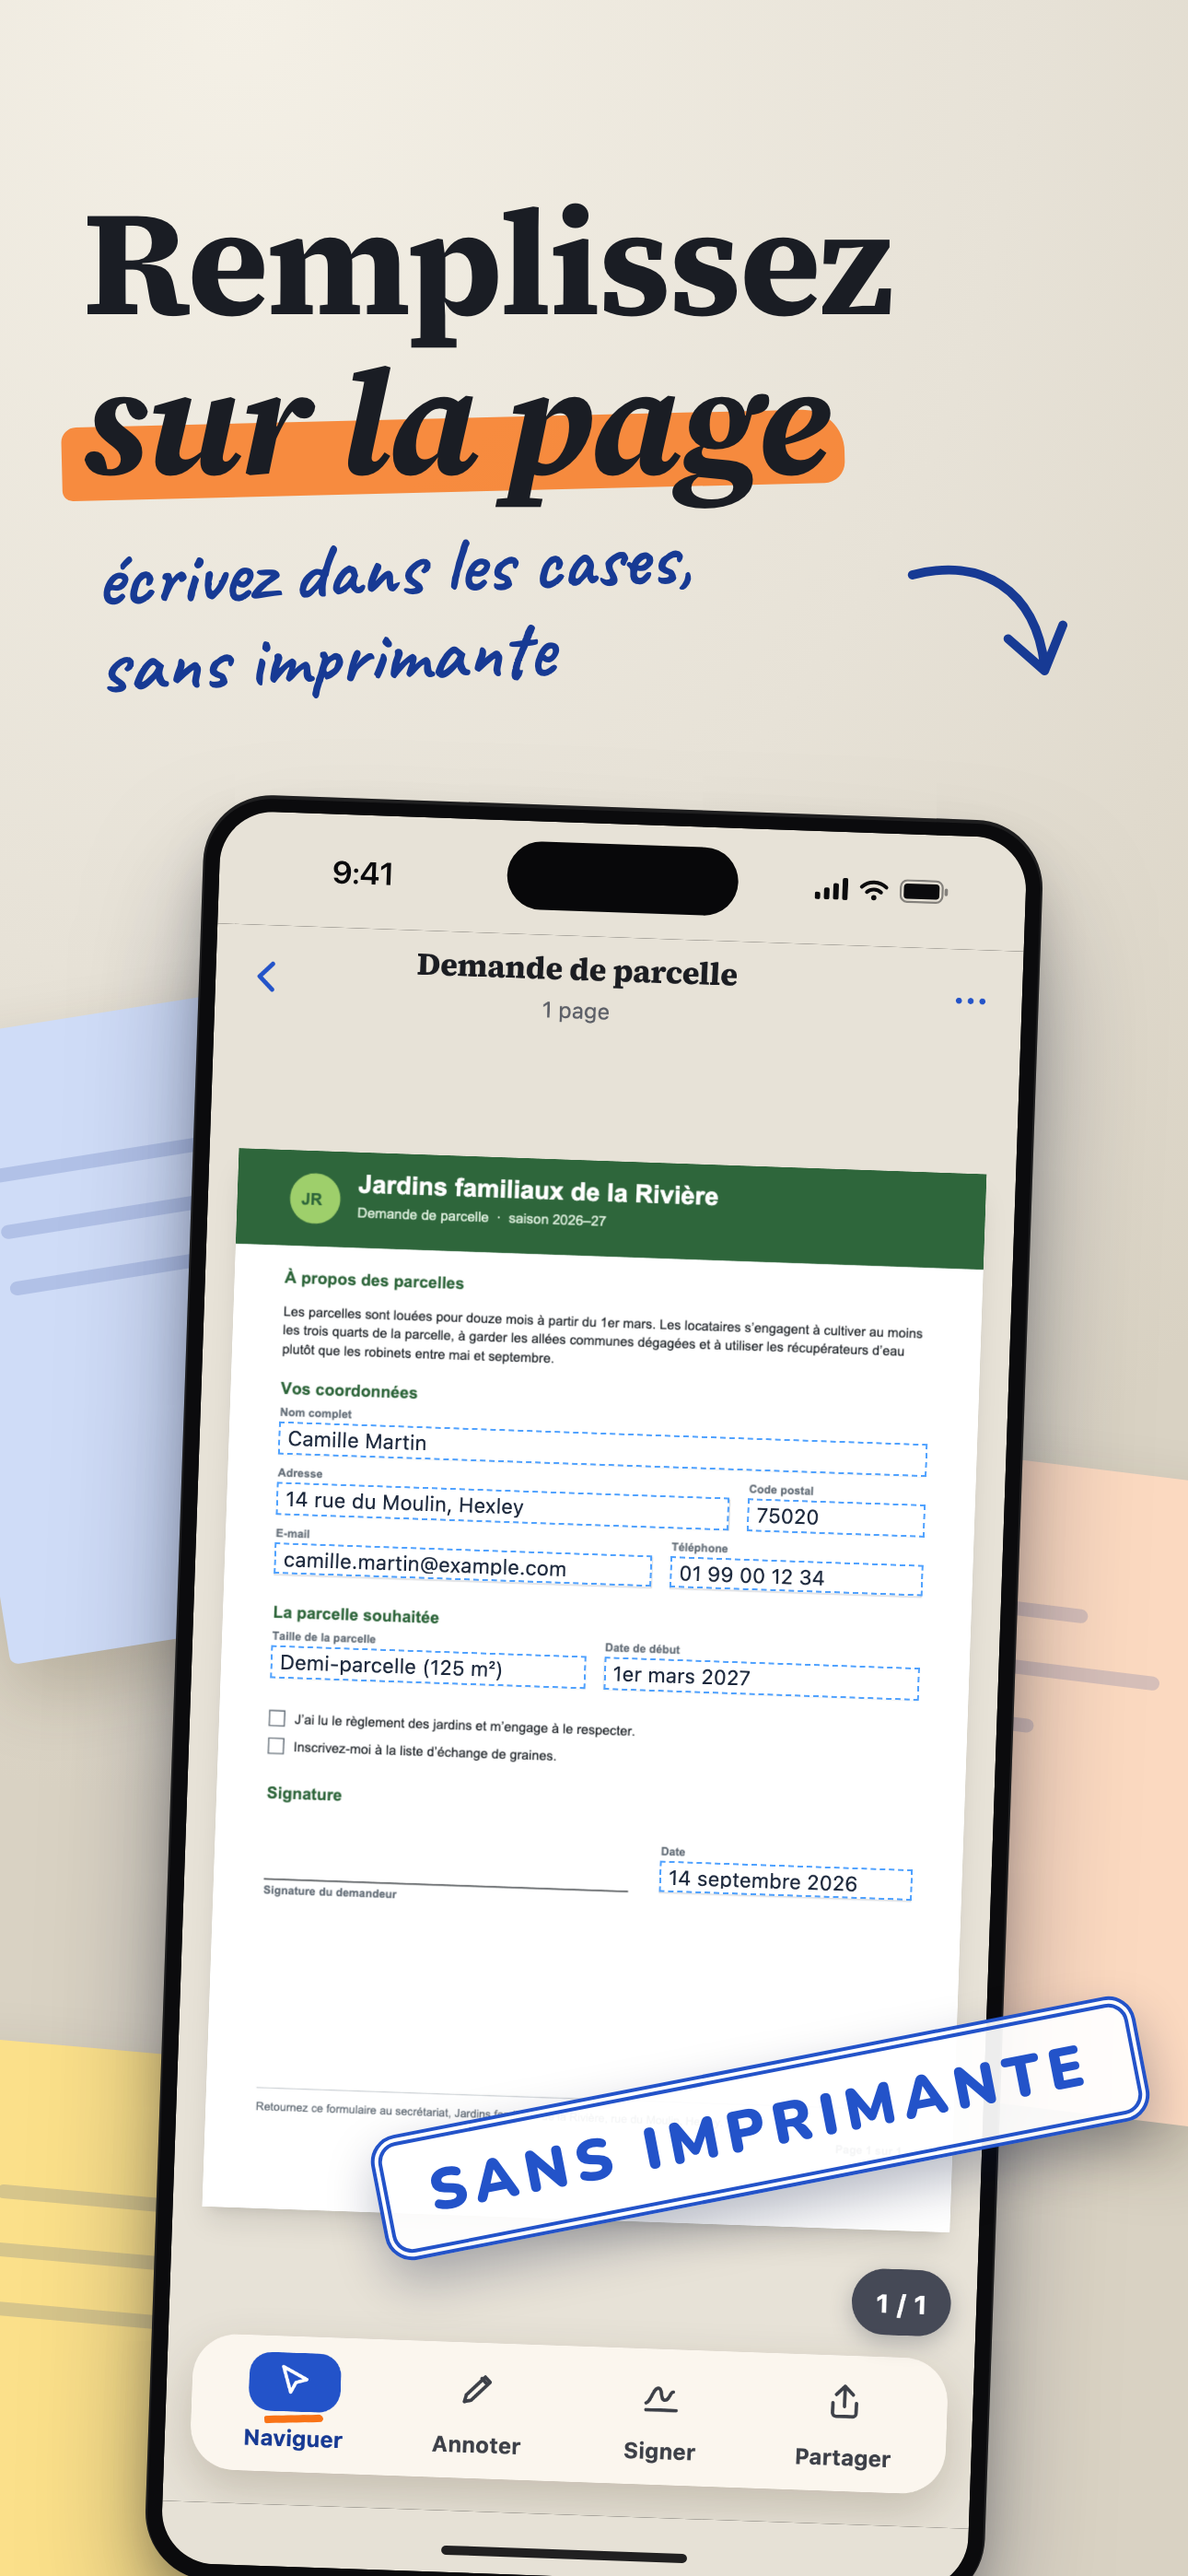 Remplissez
sur la page
écrivez dans les cases,
sans imprimante
9:41
Demande de parcelle
1 page
JR
Jardins familiaux de la Rivière
Demande de parcelle · saison 2026–27
À propos des parcelles
Les parcelles sont louées pour douze mois à partir du 1er mars. Les locataires s'engagent à cultiver au moins
les trois quarts de la parcelle, à garder les allées communes dégagées et à utiliser les récupérateurs d'eau
plutôt que les robinets entre mai et septembre.
Vos coordonnées
Nom complet
Camille Martin
Adresse
Code postal
14 rue du Moulin, Hexley
75020
E-mail
Téléphone
camille.martin@example.com
01 99 00 12 34
La parcelle souhaitée
Taille de la parcelle
Date de début
Demi-parcelle (125 m²)
1er mars 2027
J'ai lu le règlement des jardins et m'engage à le respecter.
Inscrivez-moi à la liste d'échange de graines.
Signature
Date
14 septembre 2026
Signature du demandeur
Retournez ce formulaire au secrétariat, Jardins
SANS IMPRIMANTE
1 / 1
Naviguer
Annoter
Signer
Partager